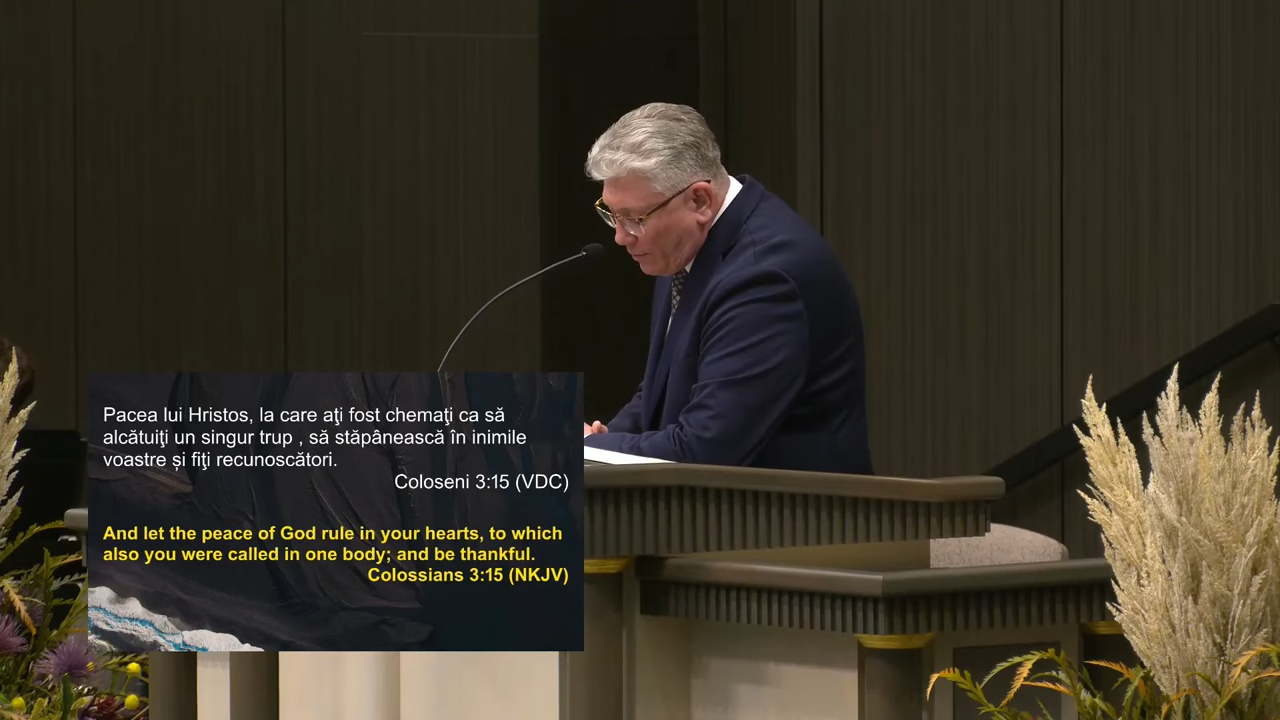 Pacea lui Hristos, la care aţi fost chemaţi ca să
alcătuiţi un singur trup , să stăpânească în inimile
voastre și fiţi recunoscători.
Coloseni 3:15 (VDC)
And let the peace of God rule in your hearts, to which
also you were called in one body; and be thankful.
Colossians 3:15 (NKJV)